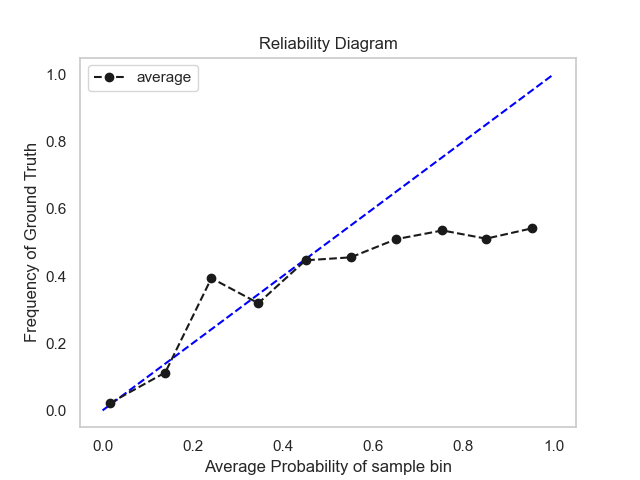 Reliability Diagram
average
Frequency of Ground Truth
1.0
0.8
0.6
0.4
0.2
0.0
0.0 0.2 0.4 0.6 0.8 1.0
Average Probability of sample bin